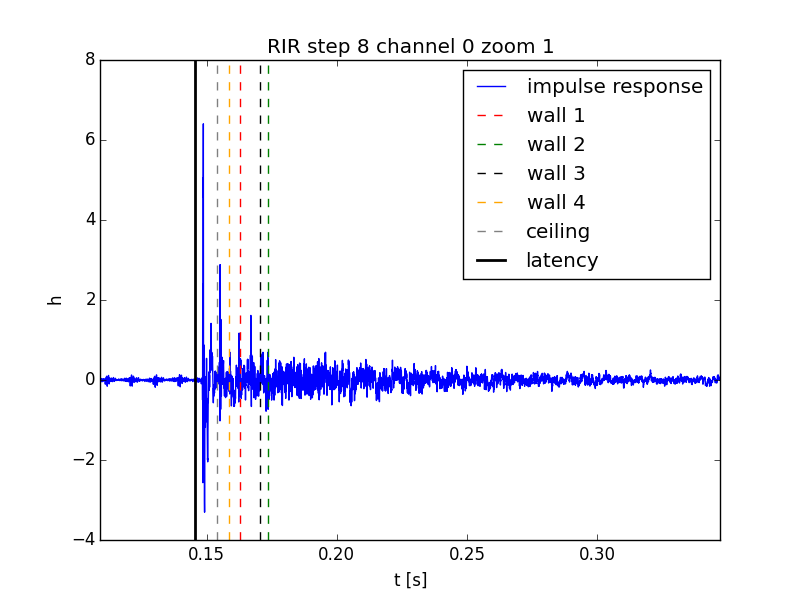 RIR step 8 channel 0 zoom 1
8
6
4
2
0
−2
−4
h
0.15
0.20
0.25
0.30
t [s]
impulse response
wall 1
wall 2
wall 3
wall 4
ceiling
latency